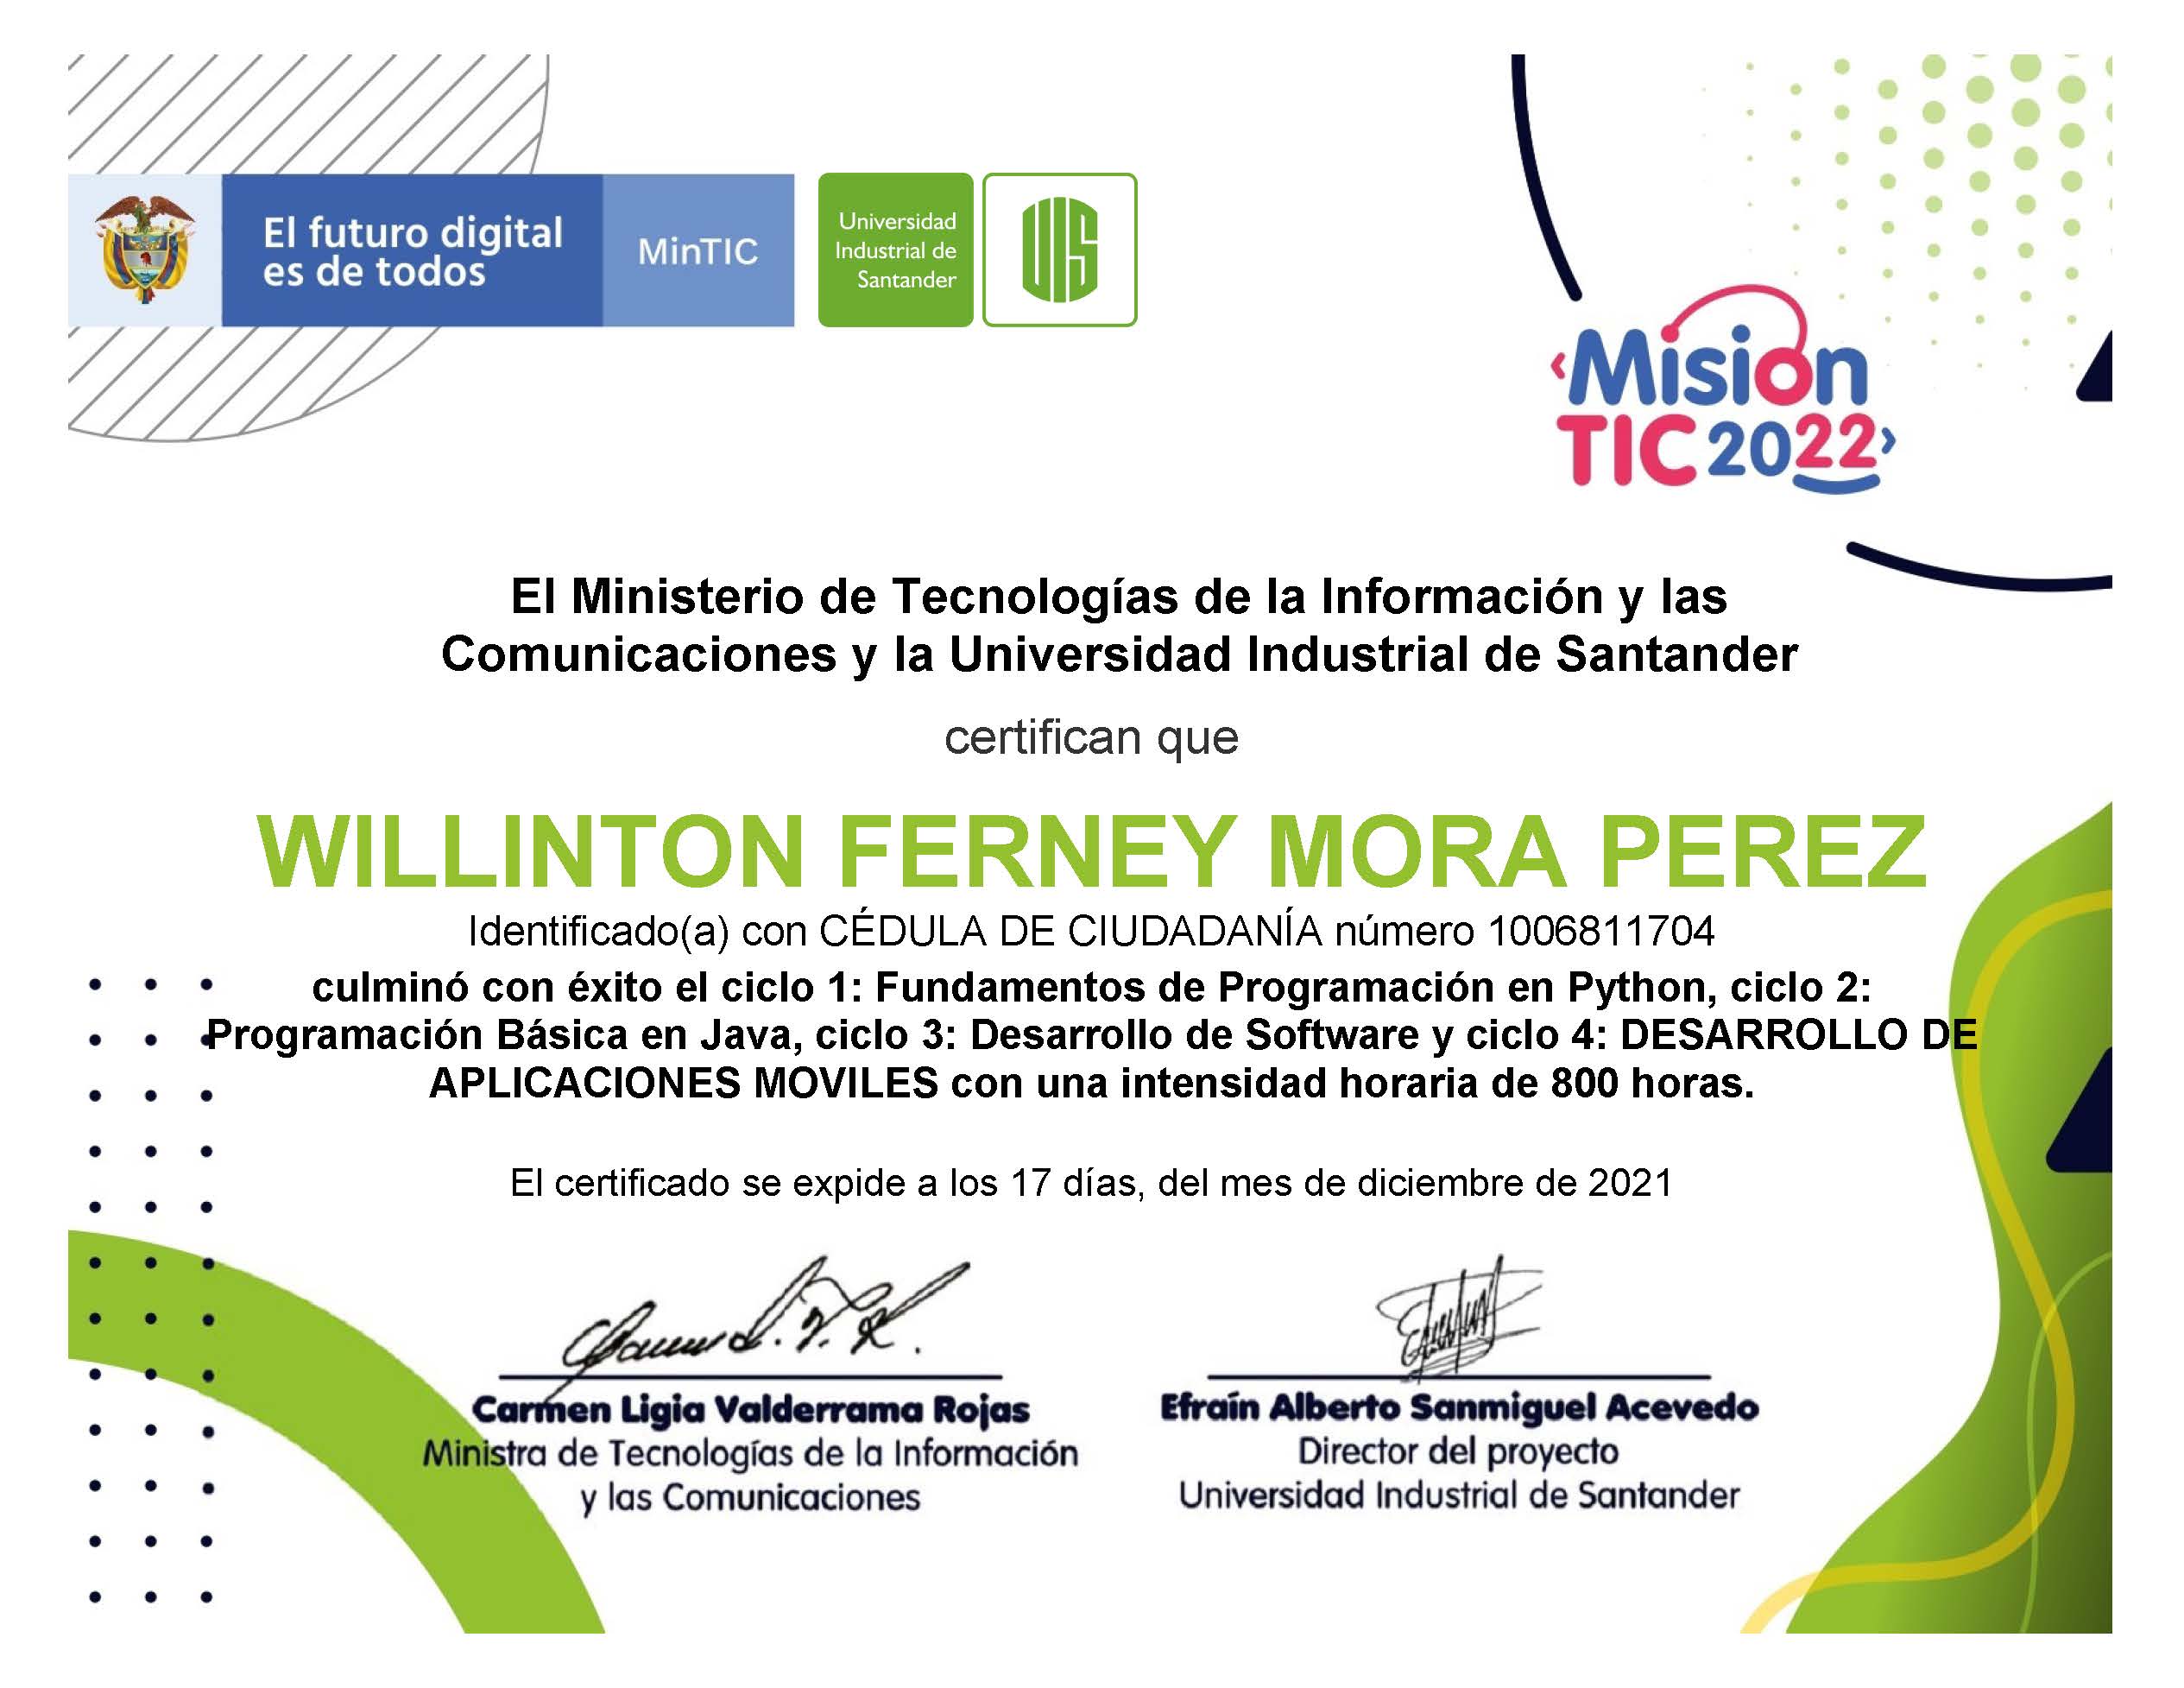 El futuro digital
es de todos
MinTIC
Universidad
Industrial de
Santander
UIS
‹Misión
TIC 2022›
El Ministerio de Tecnologías de la Información y las
Comunicaciones y la Universidad Industrial de Santander
certifican que
WILLINTON FERNEY MORA PEREZ
Identificado(a) con CÉDULA DE CIUDADANÍA número 1006811704
culminó con éxito el ciclo 1: Fundamentos de Programación en Python, ciclo 2:
Programación Básica en Java, ciclo 3: Desarrollo de Software y ciclo 4: DESARROLLO DE
APLICACIONES MOVILES con una intensidad horaria de 800 horas.
El certificado se expide a los 17 días, del mes de diciembre de 2021
Carmen Ligia Valderrama Rojas
Ministra de Tecnologías de la Información
y las Comunicaciones
Efraín Alberto Sanmiguel Acevedo
Director del proyecto
Universidad Industrial de Santander